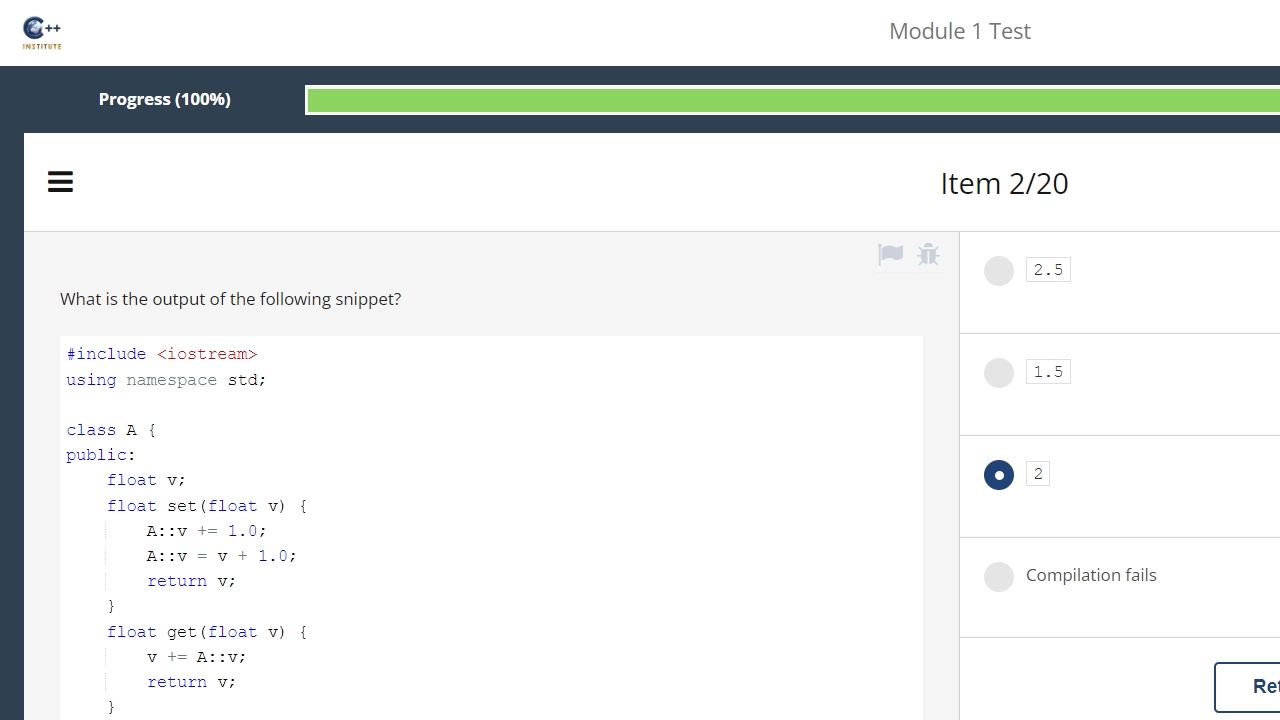 C++
INSTITUTE
Module 1 Test
Progress (100%)
Item 2/20
What is the output of the following snippet?
#include <iostream>
using namespace std;
class A {
public:
    float v;
    float set(float v) {
        A::v += 1.0;
        A::v = v + 1.0;
        return v;
    }
    float get(float v) {
        v += A::v;
        return v;
    }
2.5
1.5
2
Compilation fails